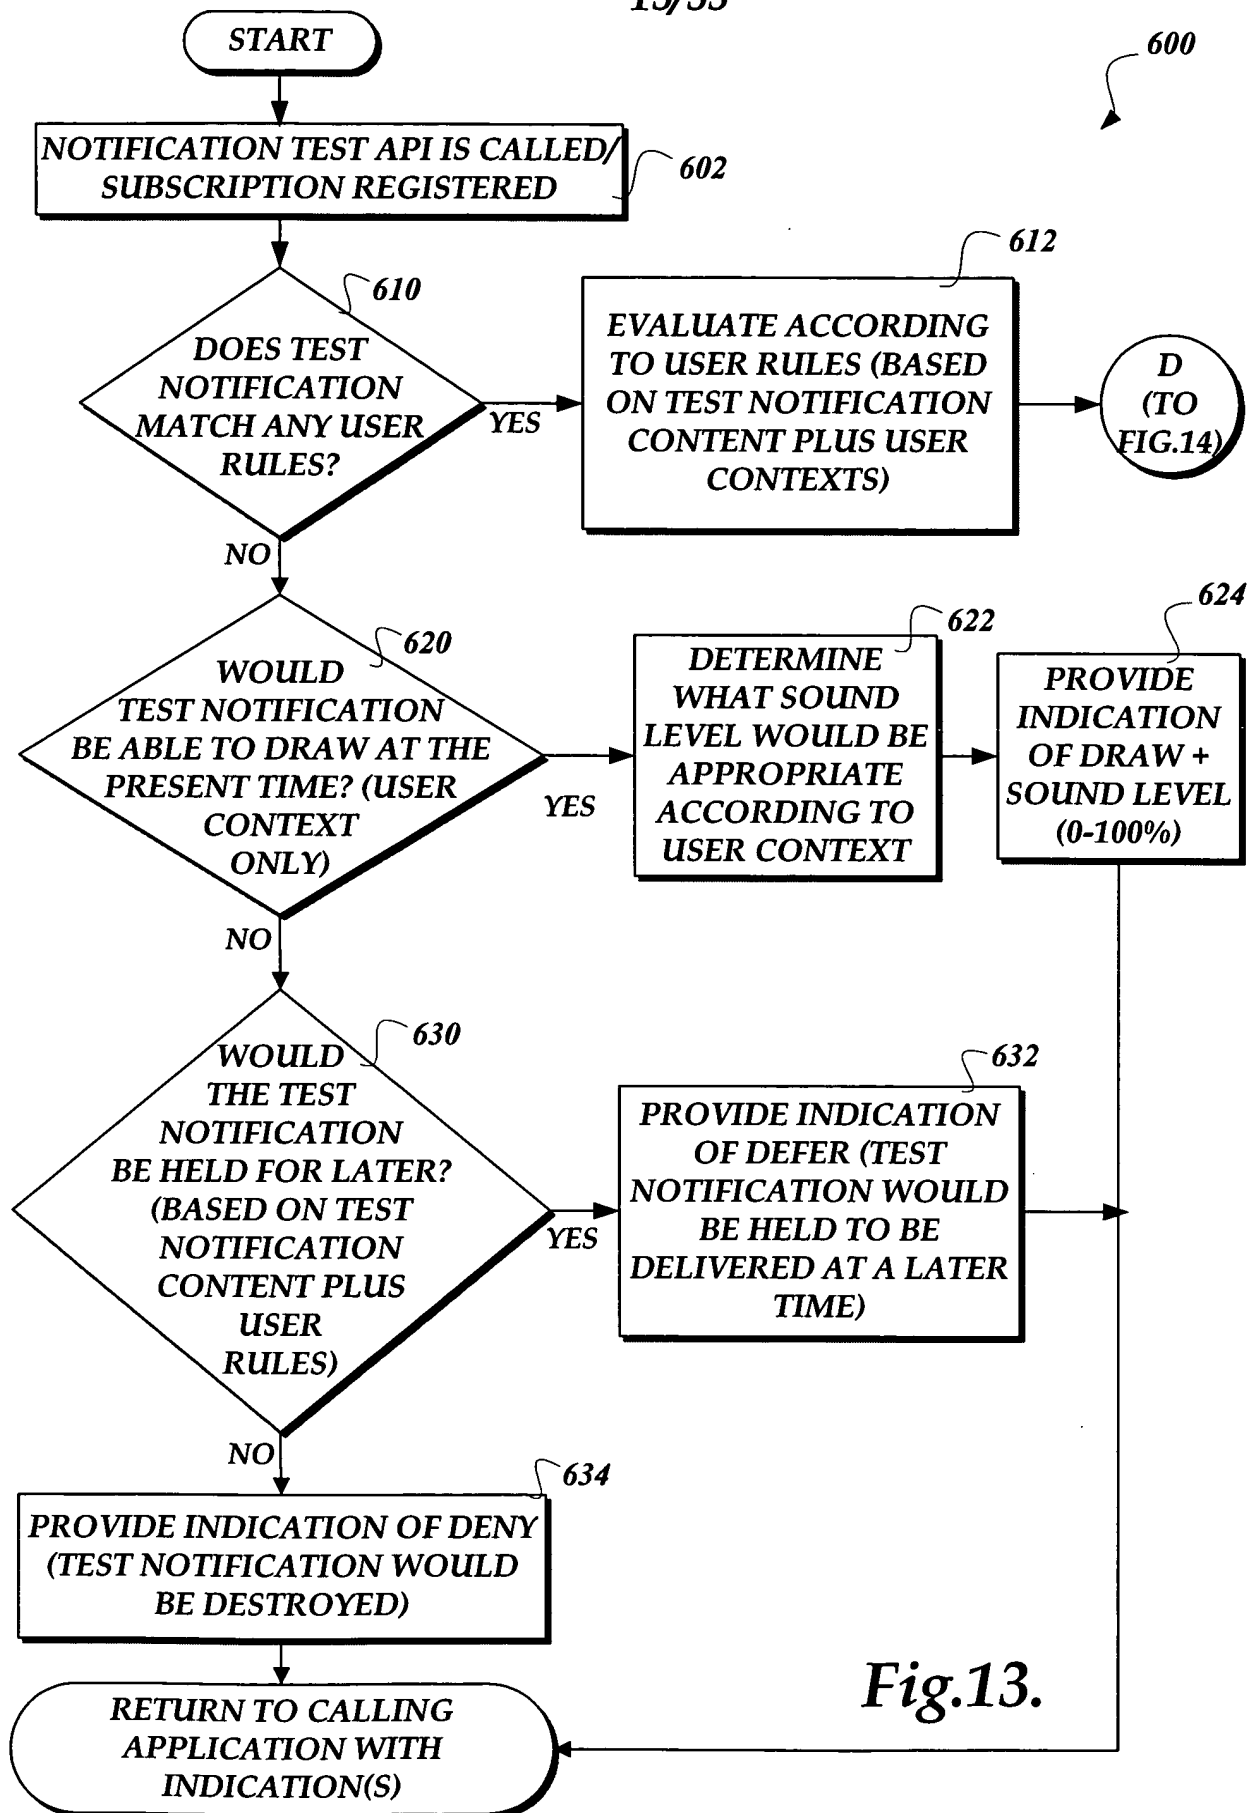 13/33
START
600
NOTIFICATION TEST API IS CALLED/
SUBSCRIPTION REGISTERED
602
610
DOES TEST
NOTIFICATION
MATCH ANY USER
RULES?
YES
NO
612
EVALUATE ACCORDING
TO USER RULES (BASED
ON TEST NOTIFICATION
CONTENT PLUS USER
CONTEXTS)
D
(TO
FIG.14)
620
WOULD
TEST NOTIFICATION
BE ABLE TO DRAW AT THE
PRESENT TIME? (USER
CONTEXT
ONLY)
YES
NO
622
DETERMINE
WHAT SOUND
LEVEL WOULD BE
APPROPRIATE
ACCORDING TO
USER CONTEXT
624
PROVIDE
INDICATION
OF DRAW +
SOUND LEVEL
(0-100%)
630
WOULD
THE TEST
NOTIFICATION
BE HELD FOR LATER?
(BASED ON TEST
NOTIFICATION
CONTENT PLUS
USER
RULES)
YES
NO
632
PROVIDE INDICATION
OF DEFER (TEST
NOTIFICATION WOULD
BE HELD TO BE
DELIVERED AT A LATER
TIME)
634
PROVIDE INDICATION OF DENY
(TEST NOTIFICATION WOULD
BE DESTROYED)
RETURN TO CALLING
APPLICATION WITH
INDICATION(S)
Fig.13.